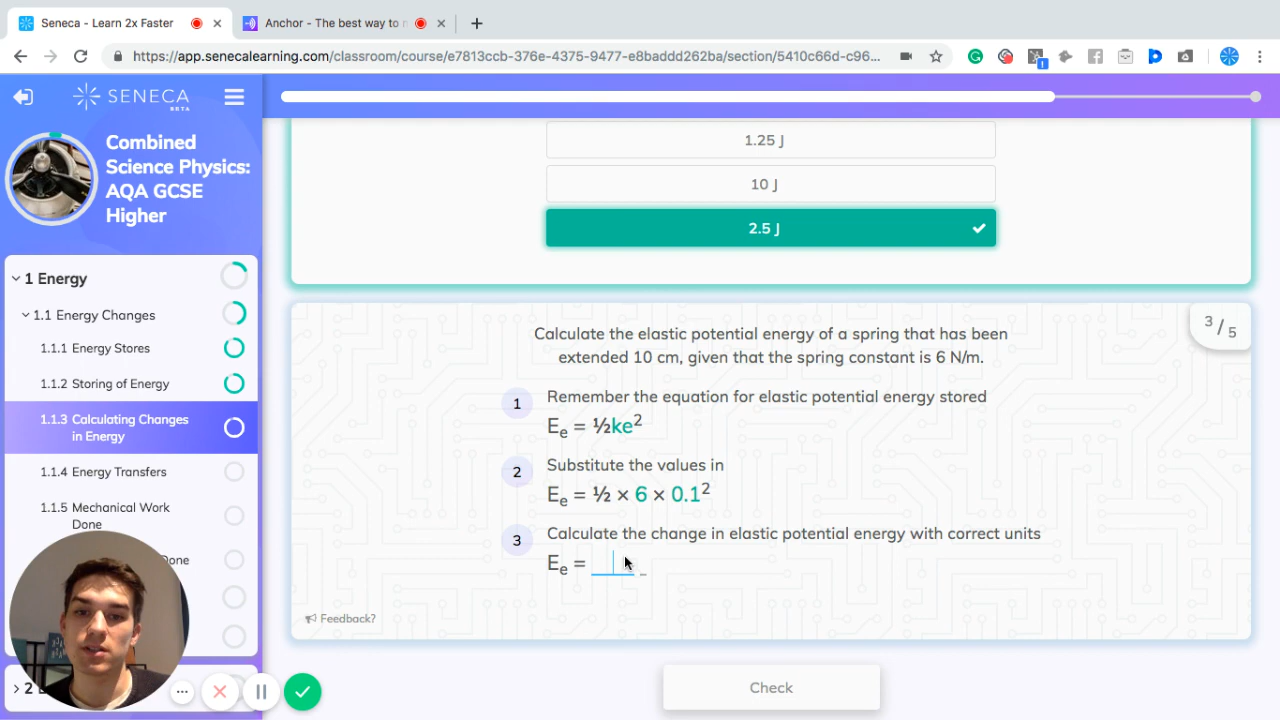 Seneca - Learn 2x Faster
Anchor - The best way to
https://app.senecalearning.com/classroom/course/e7813ccb-376e-4375-9477-e8baddd262ba/section/5410c66d-c96...
SENECA
BETA
Combined
Science Physics:
AQA GCSE
Higher
1 Energy
1.1 Energy Changes
1.1.1 Energy Stores
1.1.2 Storing of Energy
1.1.3 Calculating Changes
in Energy
1.1.4 Energy Transfers
1.1.5 Mechanical Work
Done
2
1.25 J
10 J
2.5 J
3 / 5
Calculate the elastic potential energy of a spring that has been
extended 10 cm, given that the spring constant is 6 N/m.
1 Remember the equation for elastic potential energy stored
Eₑ = ½ke²
2 Substitute the values in
Eₑ = ½ × 6 × 0.1²
3 Calculate the change in elastic potential energy with correct units
Eₑ = __ _
Feedback?
Check